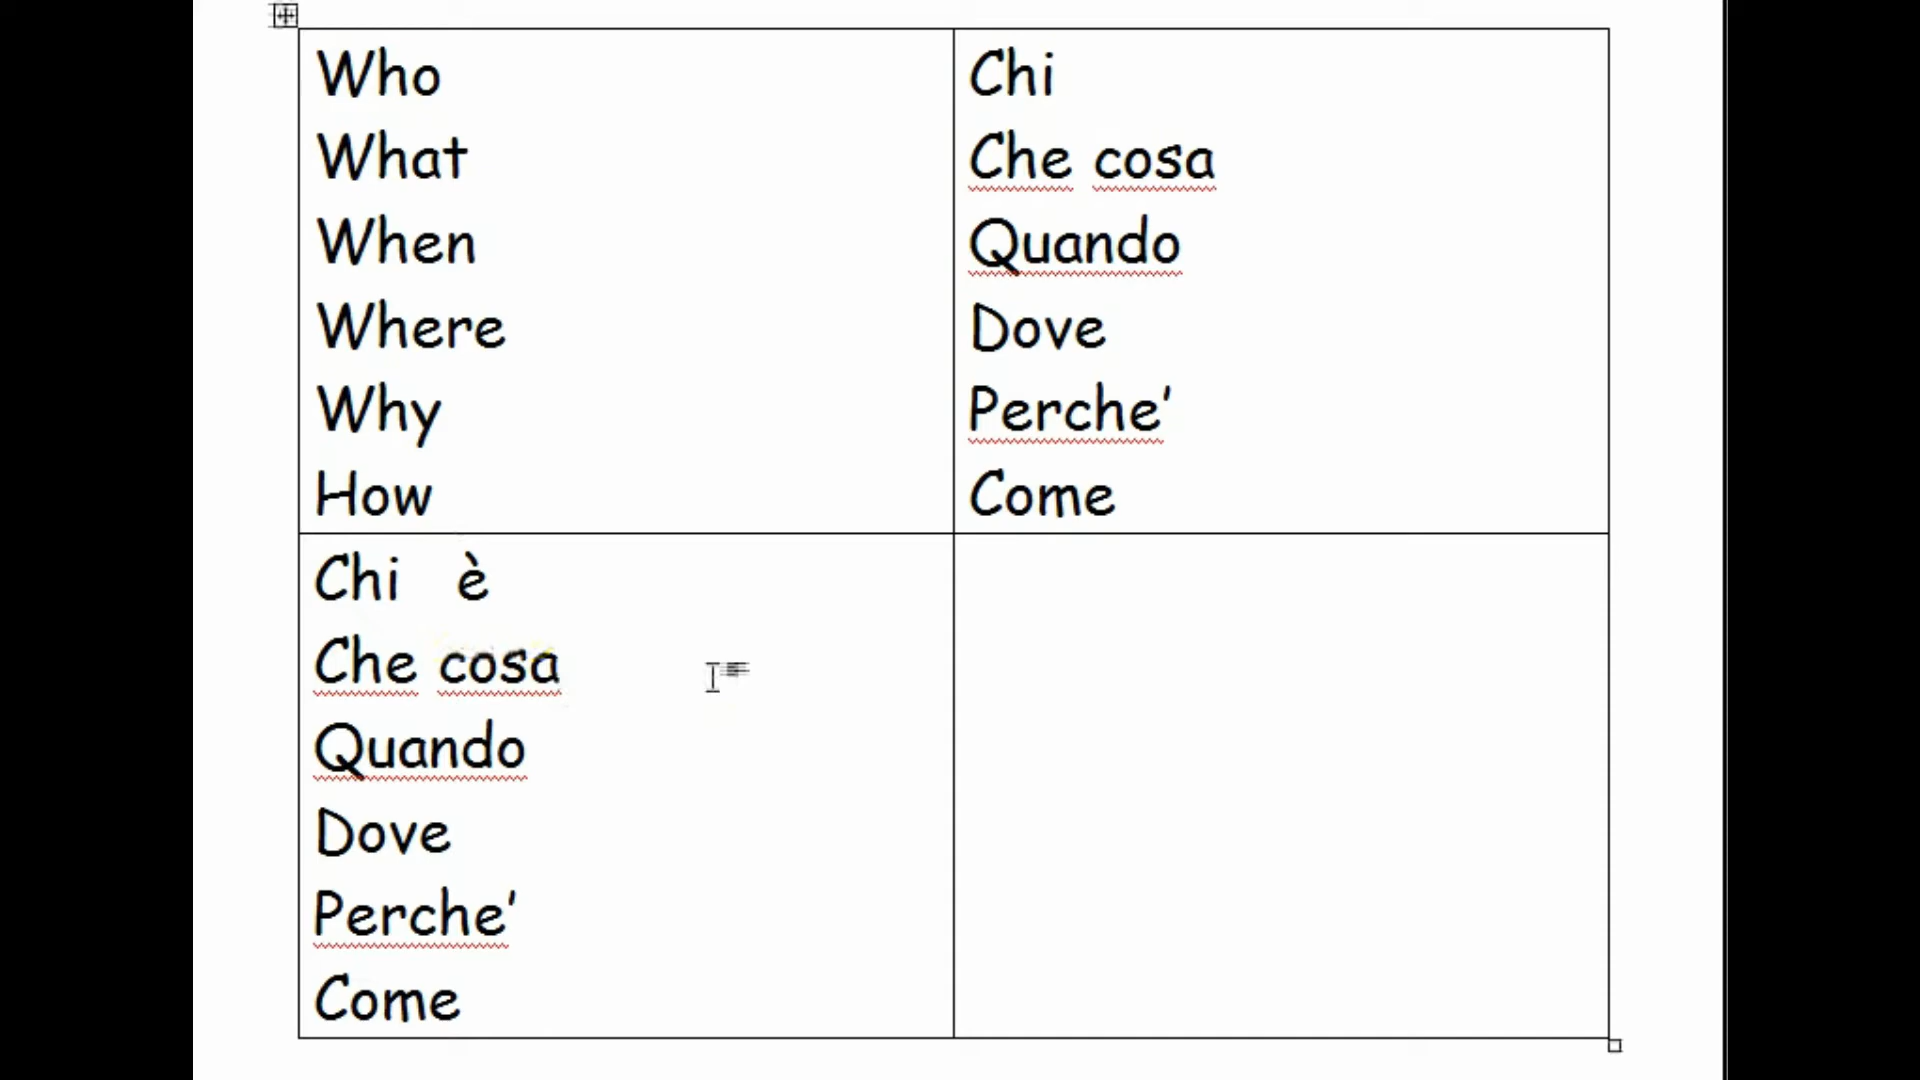 Who
What
When
Where
Why
How
Chi
Che cosa
Quando
Dove
Perche'
Come
Chi è
Che cosa
Quando
Dove
Perche'
Come